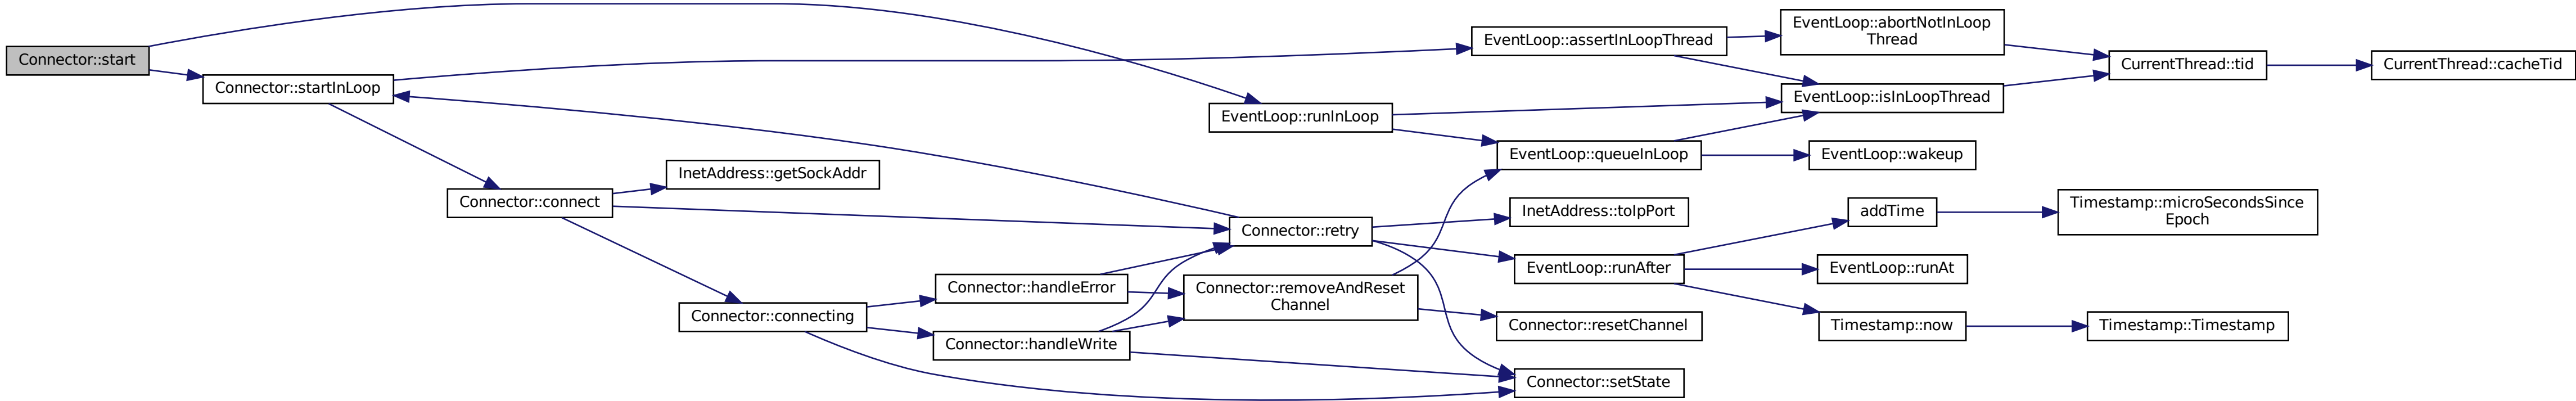 Connector::start
Connector::startInLoop
Connector::connect
InetAddress::getSockAddr
Connector::connecting
Connector::handleError
Connector::handleWrite
EventLoop::runInLoop
Connector::retry
Connector::removeAndReset
Channel
EventLoop::assertInLoopThread
EventLoop::queueInLoop
InetAddress::toIpPort
EventLoop::runAfter
Connector::resetChannel
Connector::setState
EventLoop::abortNotInLoop
Thread
EventLoop::isInLoopThread
EventLoop::wakeup
addTime
EventLoop::runAt
Timestamp::now
CurrentThread::tid
Timestamp::microSecondsSince
Epoch
Timestamp::Timestamp
CurrentThread::cacheTid